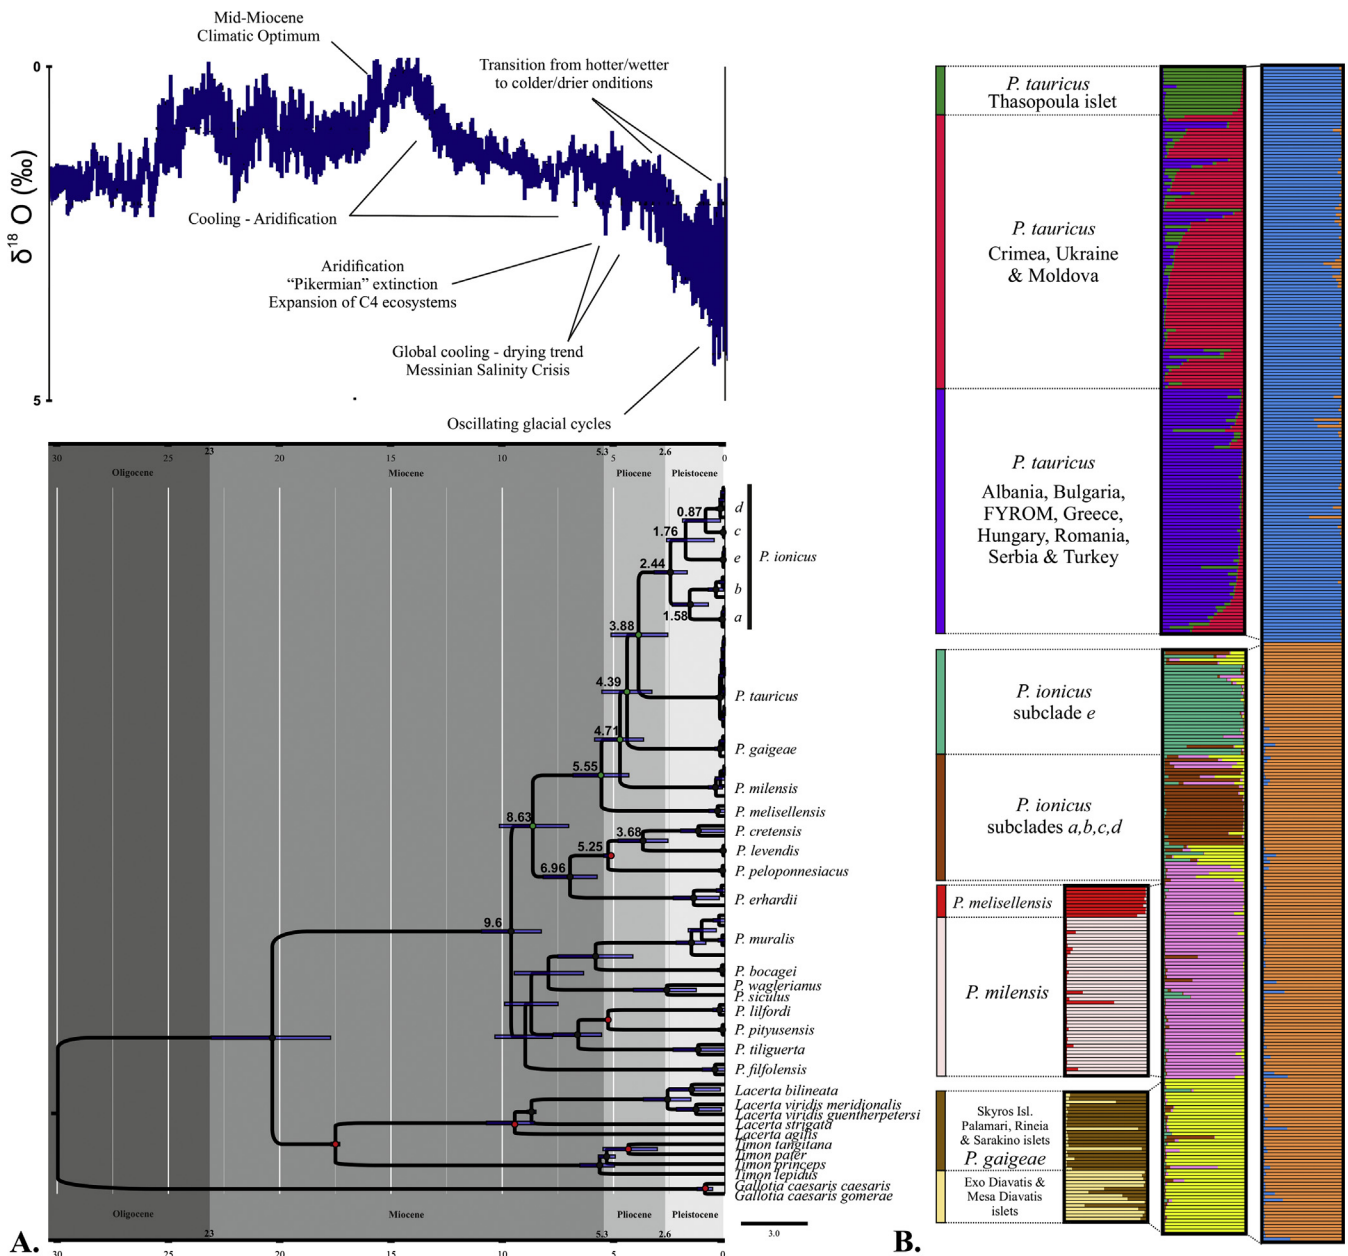 Mid-Miocene
Climatic Optimum
Transition from hotter/wetter
to colder/drier onditions
0
δ18 O (‰)
Cooling - Aridification
Aridification
“Pikermian” extinction
Expansion of C4 ecosystems
Global cooling - drying trend
Messinian Salinity Crisis
5
Oscillating glacial cycles
30 25 23 20 15 10 5.3 5 2.6 0
Oligocene Miocene Pliocene Pleistocene
d
0.87
c
1.76
e
P. ionicus
2.44
b
1.58
a
3.88
4.39
P. tauricus
4.71
P. gaigeae
5.55
P. milensis
P. melisellensis
8.63
P. cretensis
3.68
5.25
P. levendis
6.96
P. peloponnesiacus
P. erhardii
9.6
P. muralis
P. bocagei
P. waglerianus
P. siculus
P. lilfordi
P. pityusensis
P. tiliguerta
P. filfolensis
Lacerta bilineata
Lacerta viridis meridionalis
Lacerta viridis guentherpetersi
Lacerta strigata
Lacerta agilis
Timon tangitana
Timon pater
Timon princeps
Timon lepidus
Gallotia caesaris caesaris
Gallotia caesaris gomerae
Oligocene Miocene Pliocene Pleistocene
23 5.3 2.6
3.0
30 25 20 15 10 5 0
A.
P. tauricus
Thasopoula islet
P. tauricus
Crimea, Ukraine
& Moldova
P. tauricus
Albania, Bulgaria,
FYROM, Greece,
Hungary, Romania,
Serbia & Turkey
P. ionicus
subclade e
P. ionicus
subclades a,b,c,d
P. melisellensis
P. milensis
Skyros Isl.
Palamari, Rineia
& Sarakino islets
P. gaigeae
Exo Diavatis &
Mesa Diavatis
islets
B.